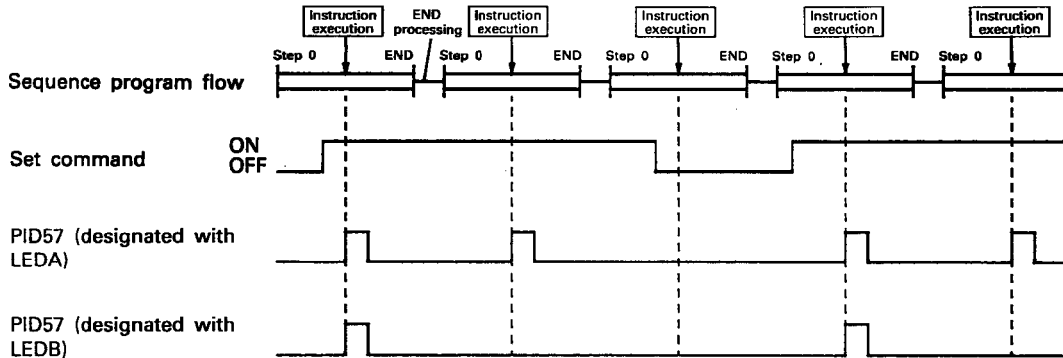 Instruction execution
END processing
Instruction execution
Instruction execution
Instruction execution
Instruction execution
Step 0 END Step 0 END Step 0 END Step 0 END Step 0
Sequence program flow
Set command ON
OFF
PID57 (designated with
LEDA)
PID57 (designated with
LEDB)